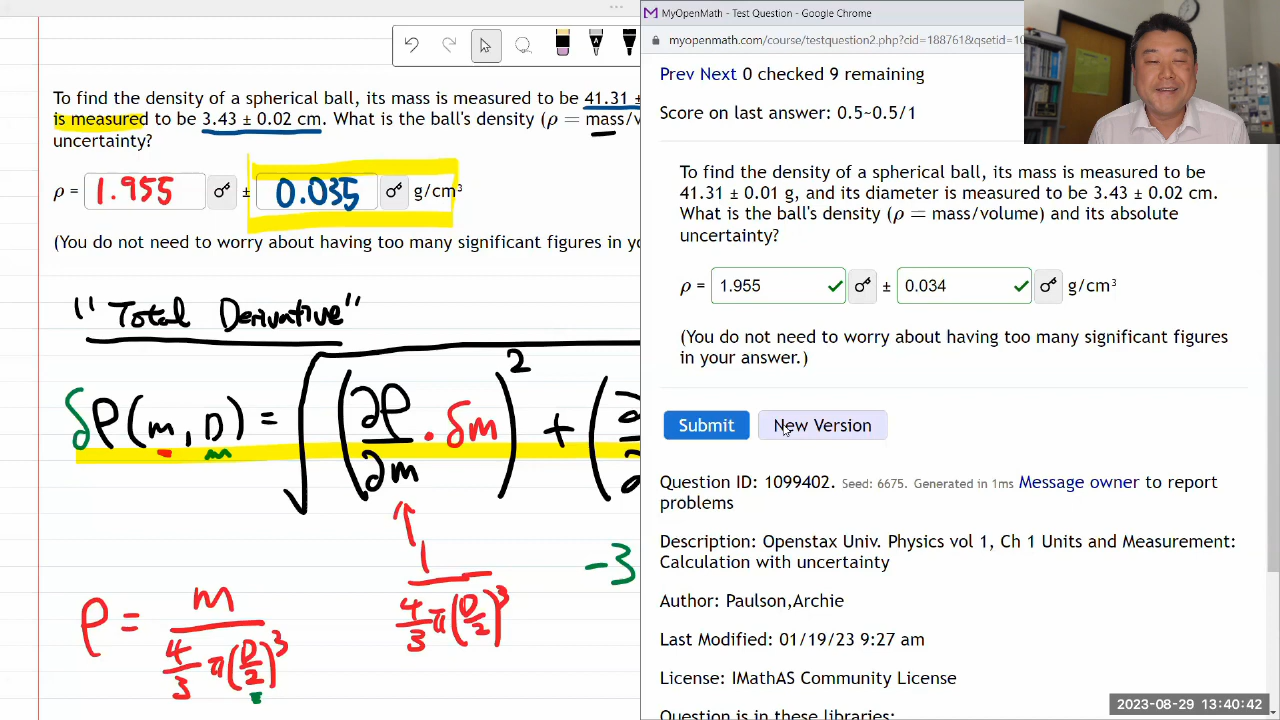 To find the density of a spherical ball, its mass is measured to be 41.31 ±
is measured to be 3.43 ± 0.02 cm. What is the ball's density (ρ = mass/v
uncertainty?
ρ = 1.955 ± 0.035 g/cm³
(You do not need to worry about having too many significant figures in yo
"Total Derivative"
δρ(m, D) = √ (∂ρ/∂m · δm)² + (∂
1
4/3 π(D/2)³
-3
ρ = m
4/3 π(D/2)³
MyOpenMath - Test Question - Google Chrome
myopenmath.com/course/testquestion2.php?cid=187618&qsetid=10
Prev Next 0 checked 9 remaining
Score on last answer: 0.5~0.5/1
To find the density of a spherical ball, its mass is measured to be
41.31 ± 0.01 g, and its diameter is measured to be 3.43 ± 0.02 cm.
What is the ball's density (ρ = mass/volume) and its absolute
uncertainty?
ρ = 1.955 ± 0.034 g/cm³
(You do not need to worry about having too many significant figures
in your answer.)
Submit New Version
Question ID: 1099402. Seed: 6675. Generated in 1ms Message owner to report
problems
Description: Openstax Univ. Physics vol 1, Ch 1 Units and Measurement:
Calculation with uncertainty
Author: Paulson,Archie
Last Modified: 01/19/23 9:27 am
License: IMathAS Community License
Question is in these libraries:
2023-08-29 13:40:42